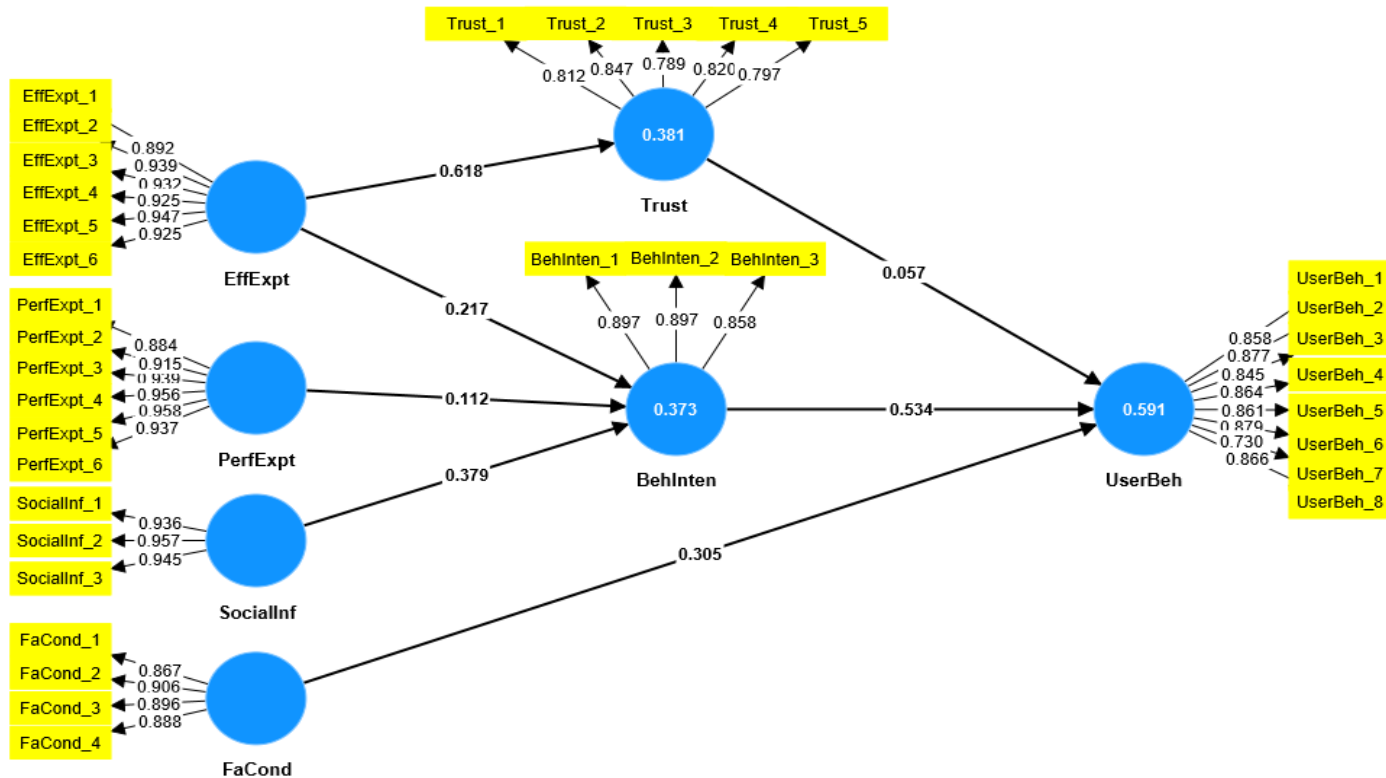 Trust_1 Trust_2 Trust_3 Trust_4 Trust_5
0.812 0.847 0.789 0.820 0.797
0.381
Trust
EffExpt_1
EffExpt_2
EffExpt_3
EffExpt_4
EffExpt_5
EffExpt_6
0.892
0.939
0.932
0.925
0.947
0.925
EffExpt
0.618
0.217
0.057
BehInten_1 BehInten_2 BehInten_3
0.897 0.897 0.858
0.373
BehInten
PerfExpt_1
PerfExpt_2
PerfExpt_3
PerfExpt_4
PerfExpt_5
PerfExpt_6
0.884
0.915
0.939
0.956
0.958
0.937
PerfExpt
0.112
0.534
0.591
UserBeh
0.858
0.877
0.845
0.864
0.861
0.879
0.730
0.866
UserBeh_1
UserBeh_2
UserBeh_3
UserBeh_4
UserBeh_5
UserBeh_6
UserBeh_7
UserBeh_8
SocialInf_1
SocialInf_2
SocialInf_3
0.936
0.957
0.945
SocialInf
0.379
0.305
FaCond_1
FaCond_2
FaCond_3
FaCond_4
0.867
0.906
0.896
0.888
FaCond